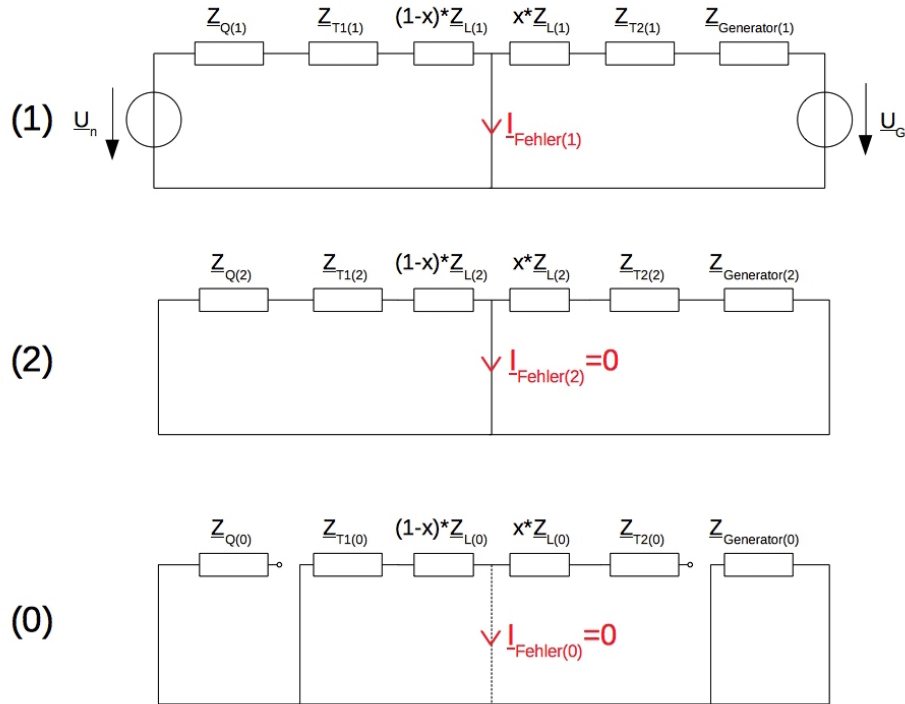 Z_Q(1) Z_T1(1) (1-x)*Z_L(1) x*Z_L(1) Z_T2(1) Z_Generator(1)
(1) U_n I_Fehler(1) U_G
Z_Q(2) Z_T1(2) (1-x)*Z_L(2) x*Z_L(2) Z_T2(2) Z_Generator(2)
(2) I_Fehler(2)=0
Z_Q(0) Z_T1(0) (1-x)*Z_L(0) x*Z_L(0) Z_T2(0) Z_Generator(0)
(0) I_Fehler(0)=0